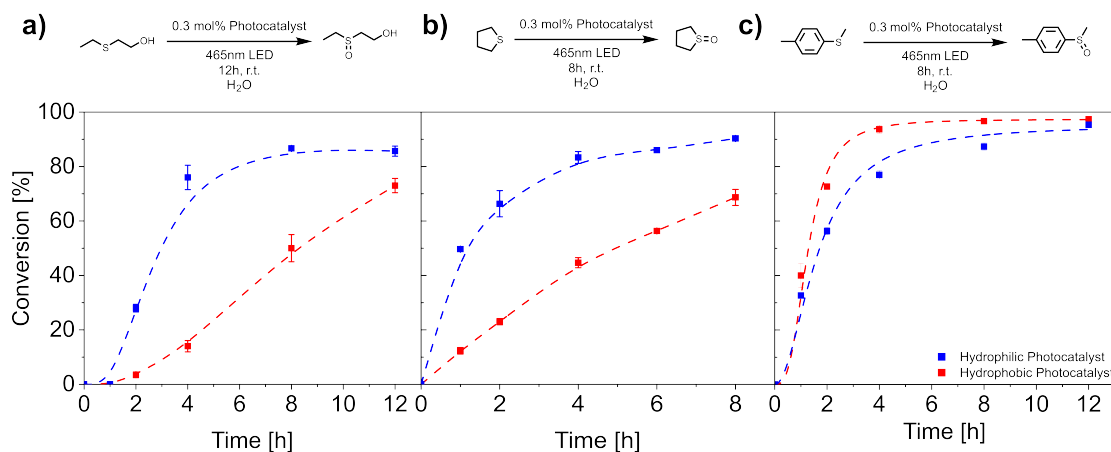 a)
S
OH
0.3 mol% Photocatalyst
465nm LED
12h, r.t.
H2O
S
O
OH
b)
S
0.3 mol% Photocatalyst
465nm LED
8h, r.t.
H2O
S=O
c)
S
0.3 mol% Photocatalyst
465nm LED
8h, r.t.
H2O
S
O
Conversion [%]
100
80
60
40
20
0
0 2 4 6 8 10 12
0 2 4 6 8
0 2 4 6 8 10 12
Hydrophilic Photocatalyst
Hydrophobic Photocatalyst
Time [h]
Time [h]
Time [h]